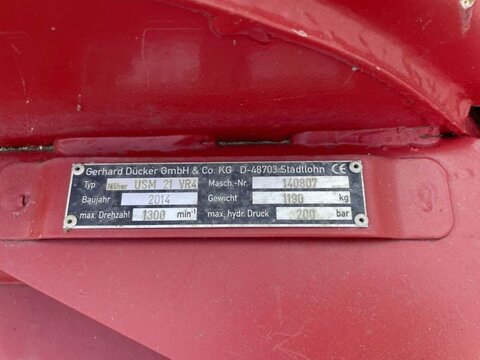 Gerhard Dücker GmbH & Co. KG D-48703 Stadtlohn CE
Typ Mäher USM 21 VR4 Masch.-Nr. 140807
Baujahr 2014 Gewicht 1190 kg
max. Drehzahl 1300 min⁻¹ max. hydr. Druck 200 bar